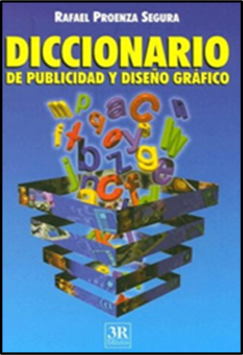 RAFAEL PROENZA SEGURA
DICCIONARIO
DE PUBLICIDAD Y DISEÑO GRÁFICO
3R